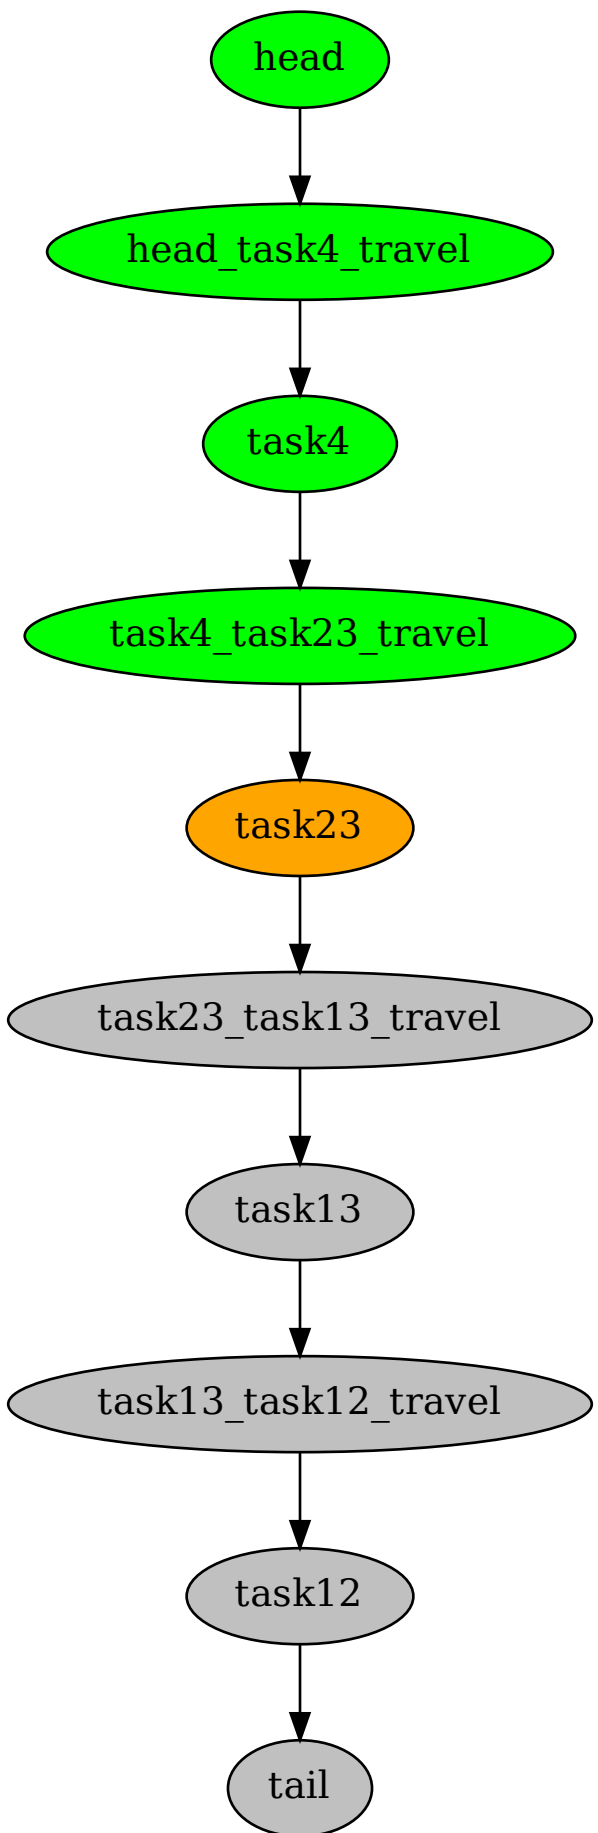 head
head_task4_travel
task4
task4_task23_travel
task23
task23_task13_travel
task13
task13_task12_travel
task12
tail